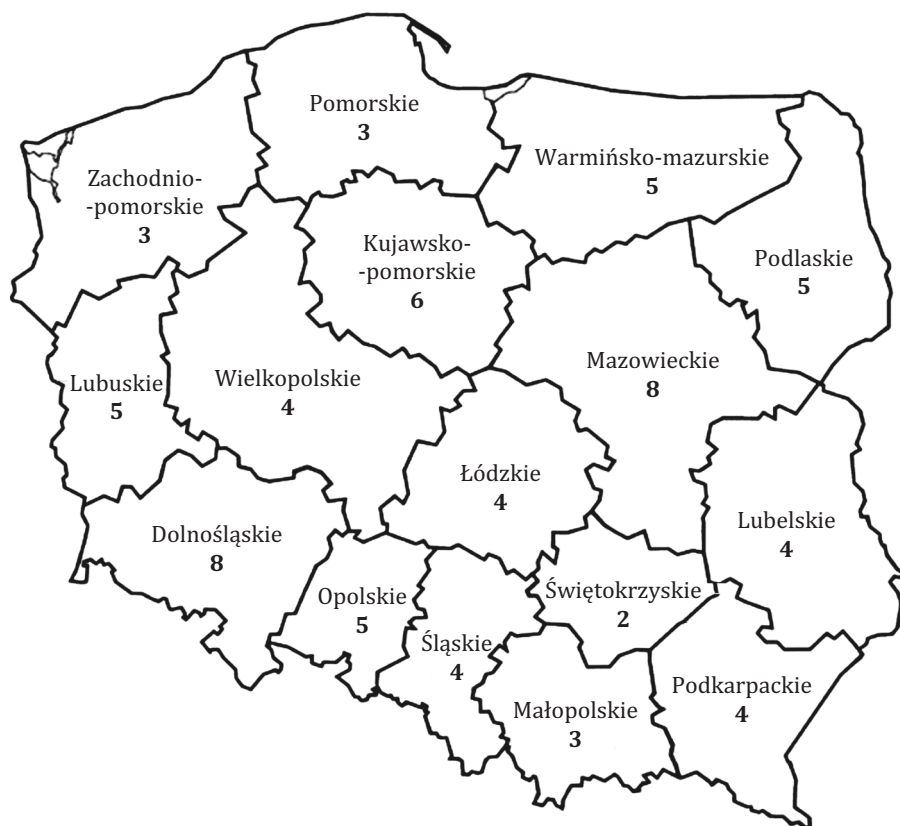 Pomorskie
3
Warmińsko-mazurskie
5
Zachodnio-
-pomorskie
3
Kujawsko-
-pomorskie
6
Podlaskie
5
Lubuskie
5
Wielkopolskie
4
Mazowieckie
8
Łódzkie
4
Dolnośląskie
8
Lubelskie
4
Opolskie
5
Świętokrzyskie
2
Śląskie
4
Małopolskie
3
Podkarpackie
4